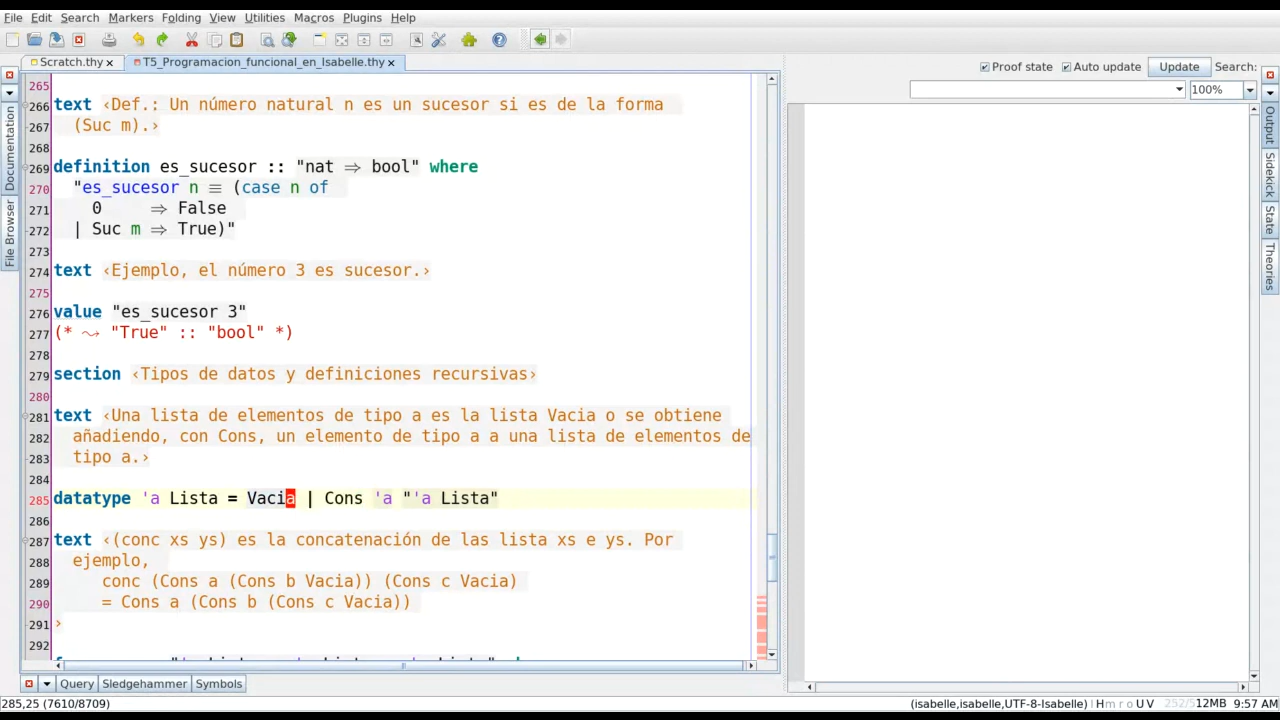 File Edit Search Markers Folding View Utilities Macros Plugins Help
Scratch.thy T5_Programacion_funcional_en_Isabelle.thy
Proof state Auto update Update Search:
100%
Documentation
File Browser
Output
Sidekick
State
Theories
265
266 text ‹Def.: Un número natural n es un sucesor si es de la forma
267 (Suc m).›
268
269 definition es_sucesor :: "nat ⇒ bool" where
270 "es_sucesor n ≡ (case n of
271 0 ⇒ False
272 | Suc m ⇒ True)"
273
274 text ‹Ejemplo, el número 3 es sucesor.›
275
276 value "es_sucesor 3"
277 (* ⤳ "True" :: "bool" *)
278
279 section ‹Tipos de datos y definiciones recursivas›
280
281 text ‹Una lista de elementos de tipo a es la lista Vacia o se obtiene
282 añadiendo, con Cons, un elemento de tipo a a una lista de elementos de
283 tipo a.›
284
285 datatype 'a Lista = Vacia | Cons 'a "'a Lista"
286
287 text ‹(conc xs ys) es la concatenación de las lista xs e ys. Por
288 ejemplo,
289 conc (Cons a (Cons b Vacia)) (Cons c Vacia)
290 = Cons a (Cons b (Cons c Vacia))
291 ›
292
Query Sledgehammer Symbols
285,25 (7610/8709) (isabelle,isabelle,UTF-8-Isabelle) H m r o U V 12MB 9:57 AM